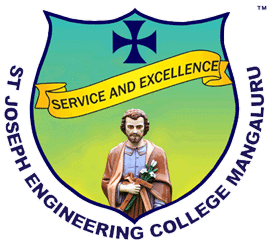 ™
SERVICE AND EXCELLENCE
ST JOSEPH ENGINEERING COLLEGE MANGALURU